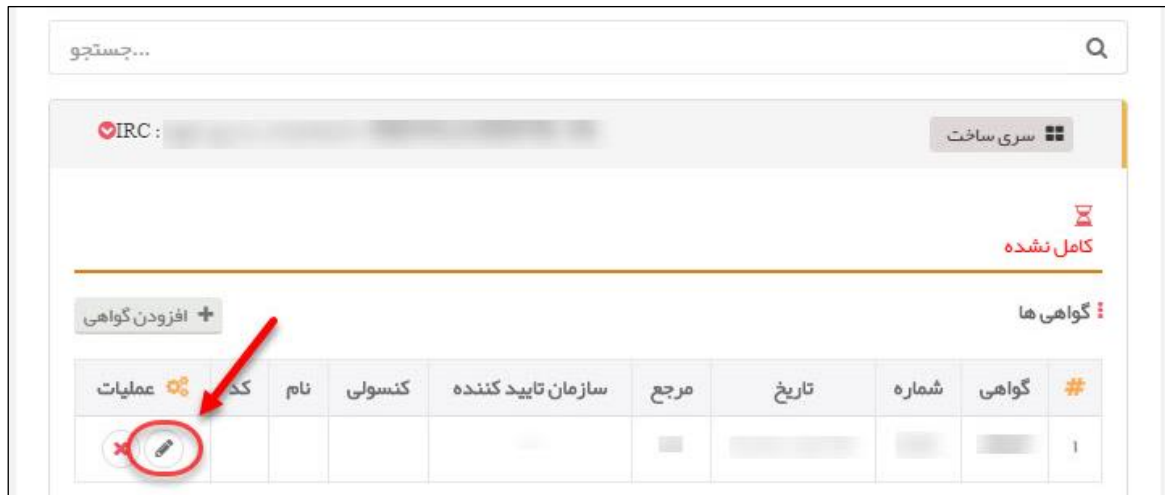 جستجو...
سری ساخت IRC :
کامل نشده
گواهی ها افزودن گواهی
# گواهی شماره تاریخ مرجع سازمان تایید کننده کنسولی نام کد عملیات
۱